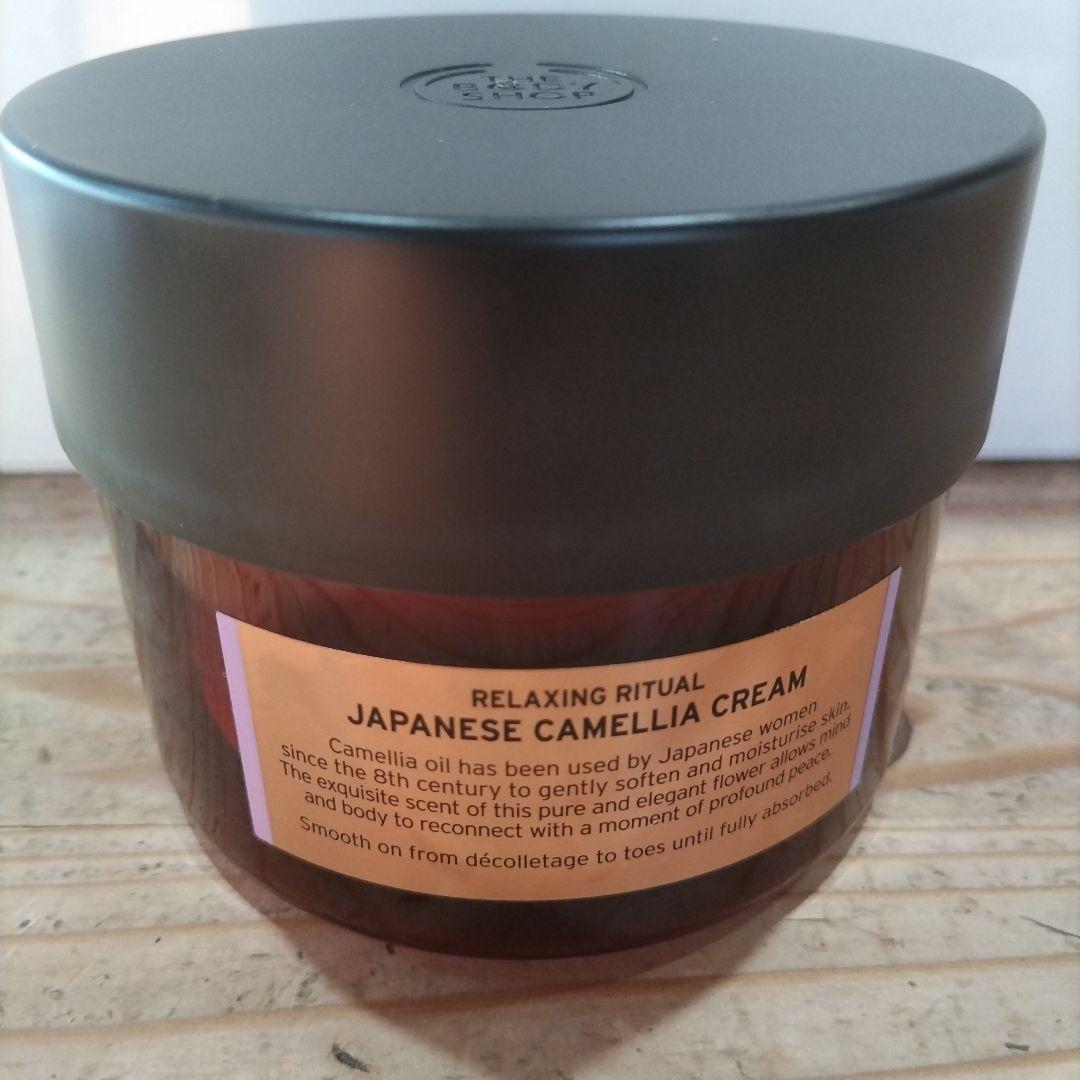 THE
BODY
SHOP
RELAXING RITUAL
JAPANESE CAMELLIA CREAM
Camellia oil has been used by Japanese women
since the 8th century to gently soften and moisturise skin.
The exquisite scent of this pure and elegant flower allows mind
and body to reconnect with a moment of profound peace.
Smooth on from décolletage to toes until fully absorbed.